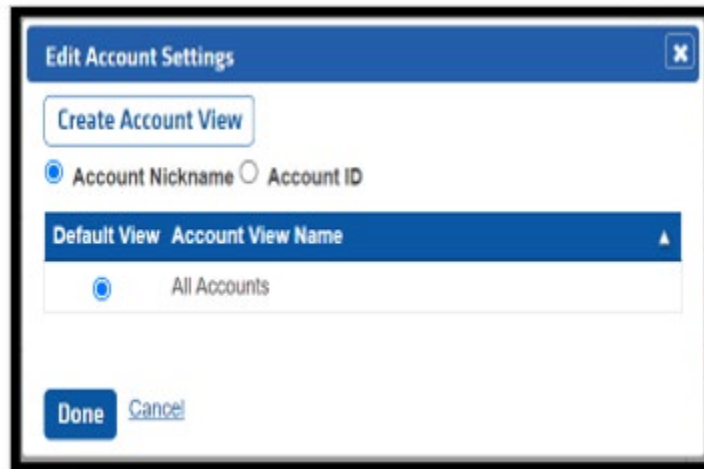 Edit Account Settings
Create Account View
Account Nickname Account ID
Default View Account View Name
All Accounts
Done Cancel